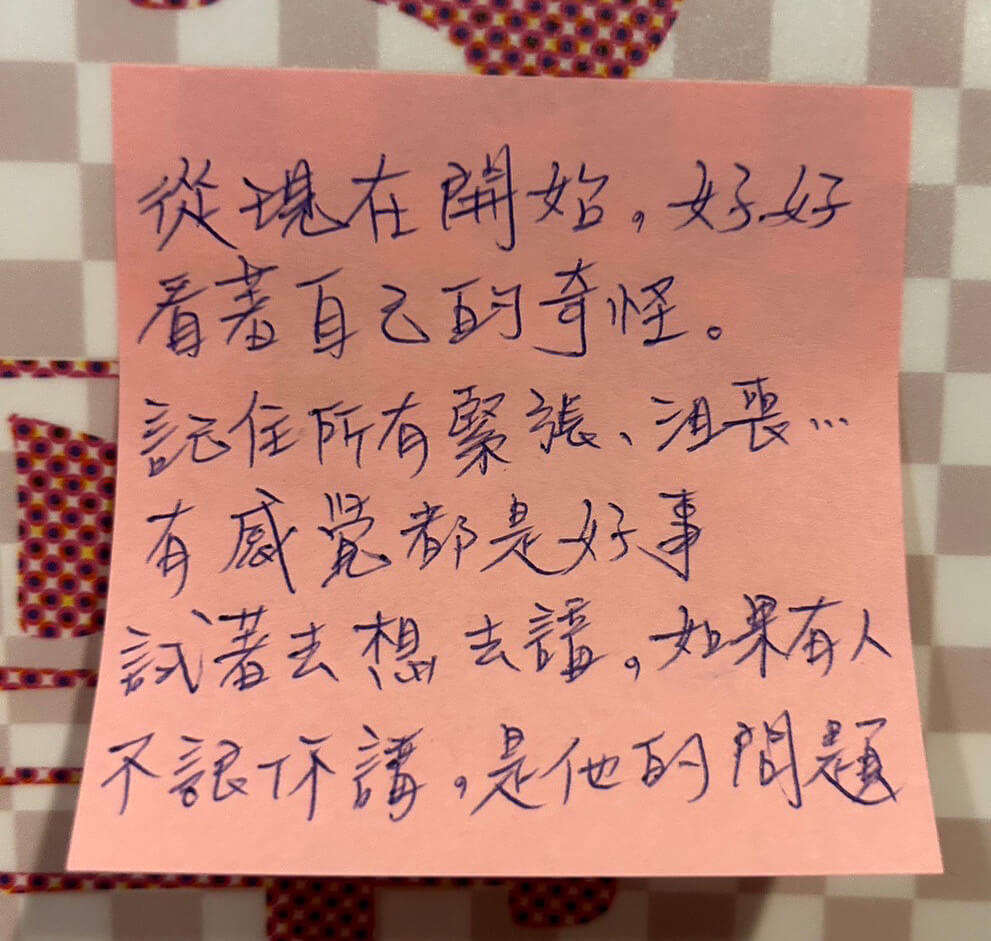 從現在開始。好好
看著自己的奇怪。
記住所有緊張、沮喪…
有感覺都是好事
試著去想去講。如果有人
不讓你講。是他的問題